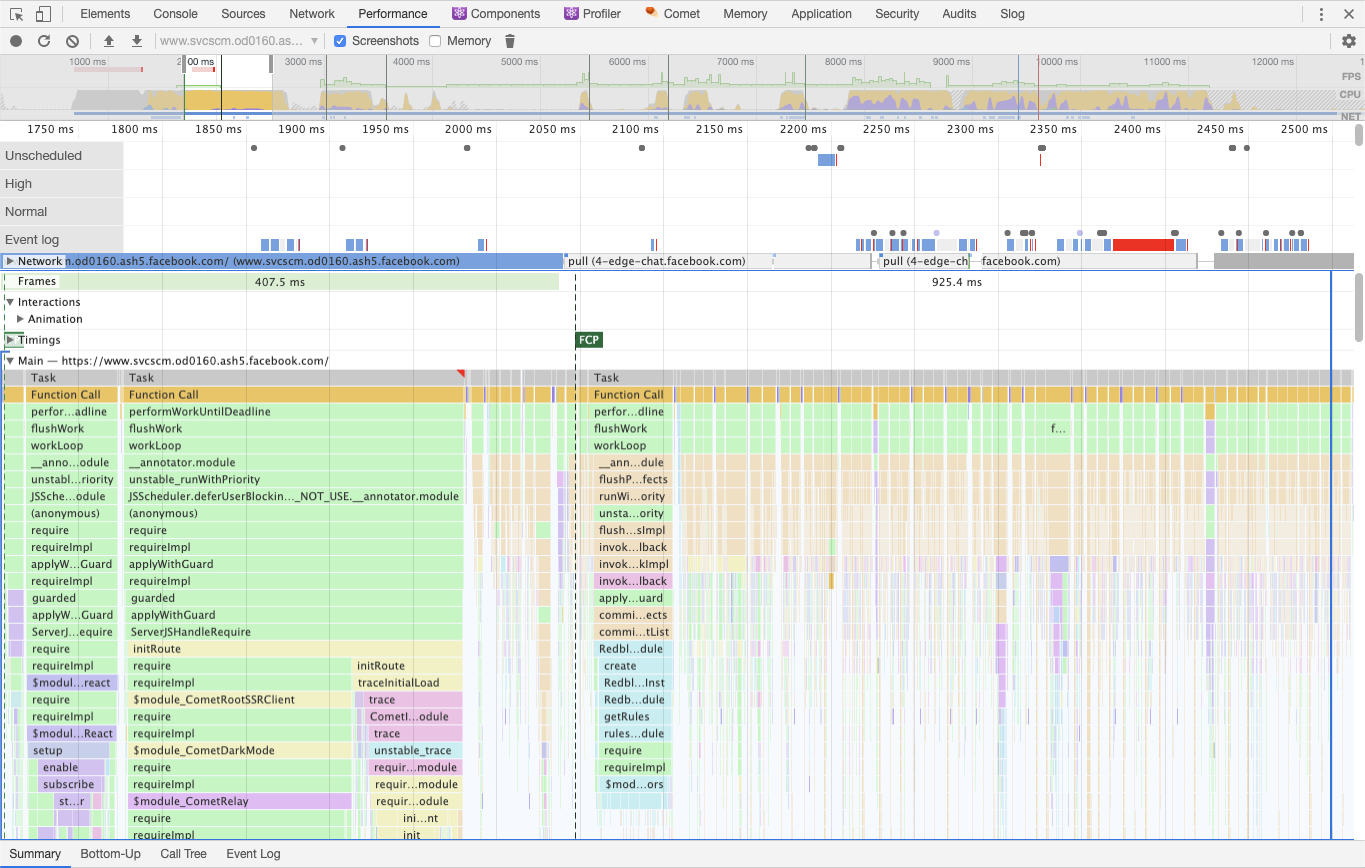 Elements Console Sources Network Performance Components Profiler Comet Memory Application Security Audits Slog
www.svcscm.od0160.as... Screenshots Memory
1000 ms 00 ms 3000 ms 4000 ms 5000 ms 6000 ms 7000 ms 8000 ms 9000 ms 10000 ms 11000 ms 12000 ms
FPS
CPU
NET
1750 ms 1800 ms 1850 ms 1900 ms 1950 ms 2000 ms 2050 ms 2100 ms 2150 ms 2200 ms 2250 ms 2300 ms 2350 ms 2400 ms 2450 ms 2500 ms
Unscheduled
High
Normal
Event log
Network m.od0160.ash5.facebook.com/ (www.svcscm.od0160.ash5.facebook.com) pull (4-edge-chat.facebook.com) pull (4-edge-ch facebook.com)
Frames 407.5 ms 925.4 ms
Interactions
Animation
Timings FCP
Main — https://www.svcscm.od0160.ash5.facebook.com/
Task Task Task
Function Call Function Call Function Call
perfor...adline performWorkUntilDeadline perfo...dline
flushWork flushWork flushWork f...
workLoop workLoop workLoop
__anno...odule __annotator.module __ann...dule
unstabl...riority unstable_runWithPriority flushP...fects
JSSche...odule JSScheduler.deferUserBlockin..._NOT_USE.__annotator.module runWi...ority
(anonymous) (anonymous) unsta...ority
require require flush...sImpl
requireImpl requireImpl invok...lback
applyW...Guard applyWithGuard invok...kImpl
requireImpl requireImpl invok...lback
guarded guarded apply...uard
applyW...Guard applyWithGuard commi...ects
ServerJ...equire ServerJSHandleRequire commi...tList
require initRoute Redbl...dule
requireImpl require initRoute create
$modul...react requireImpl traceInitialLoad Redbl...Inst
require $module_CometRootSSRClient trace Redb...dule
requireImpl require CometI...odule getRules
$modul...React requireImpl trace rules...dule
setup $module_CometDarkMode unstable_trace require
enable require requir...module requireImpl
subscribe requireImpl requir...module $mod...ors
st...r $module_CometRelay requir...odule
require ini...nt
requireImpl init
Summary Bottom-Up Call Tree Event Log